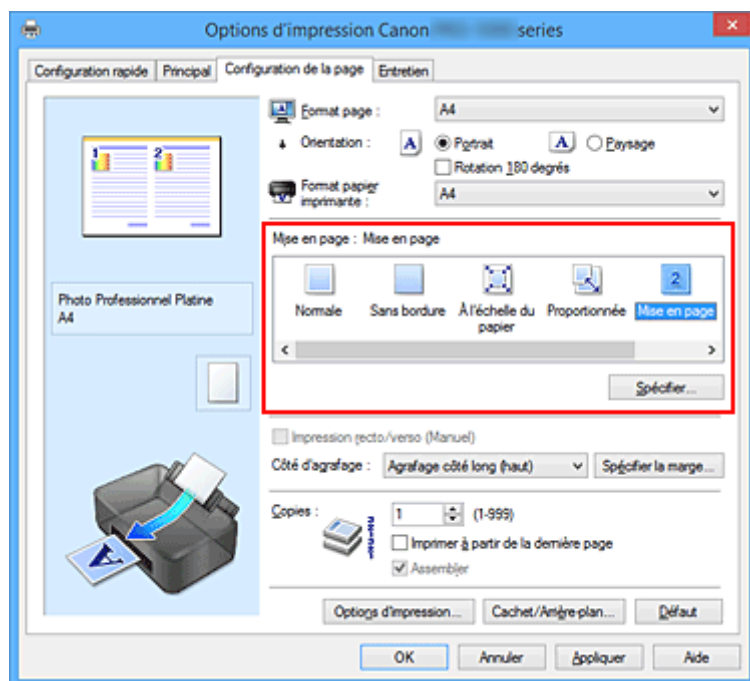 Options d'impression Canon series
Configuration rapide Principal Configuration de la page Entretien
Format page : A4
Orientation : A Portrait A Paysage
Rotation 180 degrés
Format papier imprimante : A4
1 2
Mise en page : Mise en page
2
Normale Sans bordure À l'échelle du papier Proportionnée Mise en page
Spécifier...
Photo Professionnel Platine
A4
Impression recto/verso (Manuel)
Côté d'agrafage : Agrafage côté long (haut) Spécifier la marge...
Copies : 1 (1-999)
Imprimer à partir de la dernière page
Assembler
A
Options d'impression... Cachet/Arrière-plan... Défaut
OK Annuler Appliquer Aide